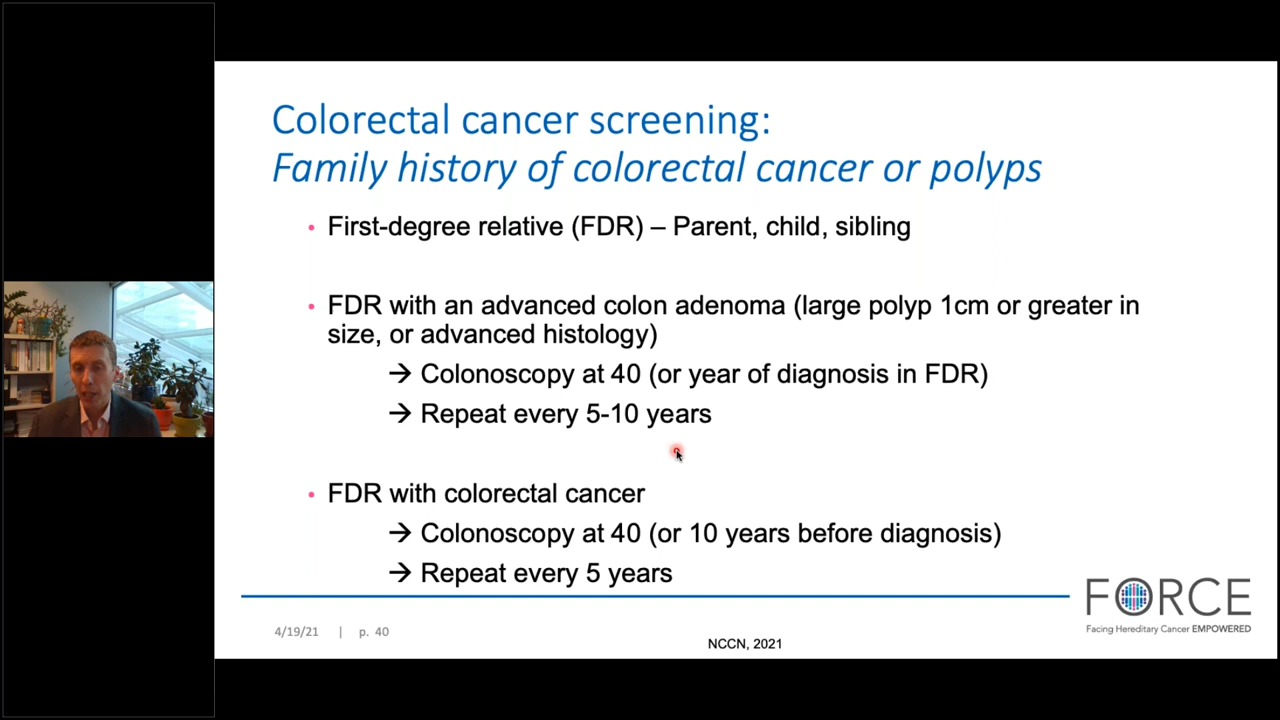 Colorectal cancer screening:
Family history of colorectal cancer or polyps
• First-degree relative (FDR) – Parent, child, sibling
• FDR with an advanced colon adenoma (large polyp 1cm or greater in
size, or advanced histology)
→ Colonoscopy at 40 (or year of diagnosis in FDR)
→ Repeat every 5-10 years
• FDR with colorectal cancer
→ Colonoscopy at 40 (or 10 years before diagnosis)
→ Repeat every 5 years
FORCE
Facing Hereditary Cancer EMPOWERED
4/19/21 | p. 40
NCCN, 2021